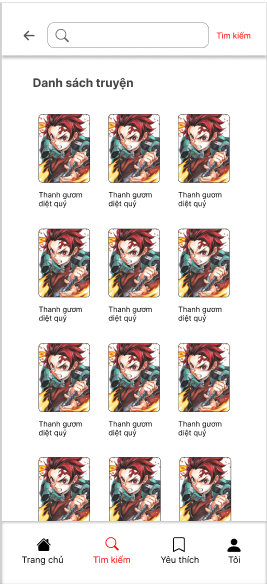 Tìm kiếm
Danh sách truyện
Thanh gươm
diệt quỷ
Thanh gươm
diệt quỷ
Thanh gươm
diệt quỷ
Thanh gươm
diệt quỷ
Thanh gươm
diệt quỷ
Thanh gươm
diệt quỷ
Thanh gươm
diệt quỷ
Thanh gươm
diệt quỷ
Thanh gươm
diệt quỷ
Trang chủ
Tìm kiếm
Yêu thích
Tôi